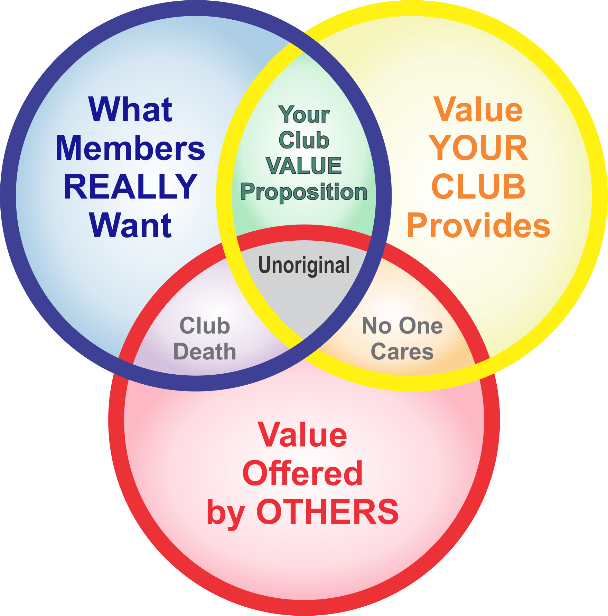 What
Members
REALLY
Want
Your
Club
VALUE
Proposition
Value
YOUR
CLUB
Provides
Unoriginal
Club
Death
No One
Cares
Value
Offered
by OTHERS